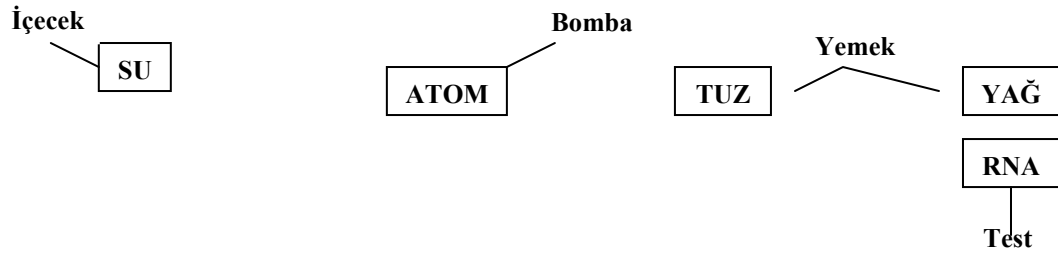 İçecek
Bomba
Yemek
SU
ATOM
TUZ
YAĞ
RNA
Test